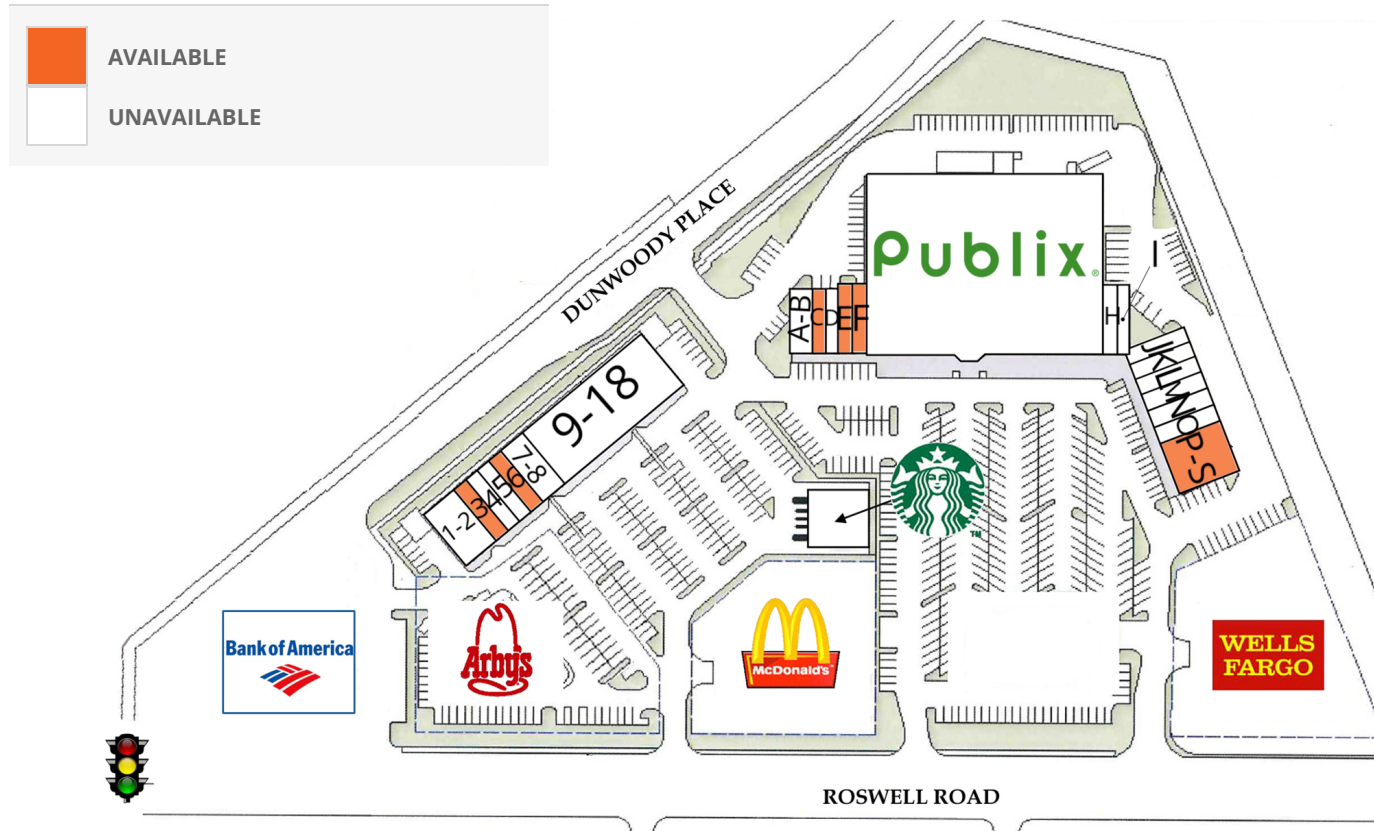 AVAILABLE
UNAVAILABLE
DUNWOODY PLACE
Publix®
I
A-B
C
D
E
F
H
J
K
L
M
N
O
P-S
9-18
7-8
6
5
4
3
1-2
TM
Bank of America
Arby's
McDonald's
WELLS
FARGO
ROSWELL ROAD